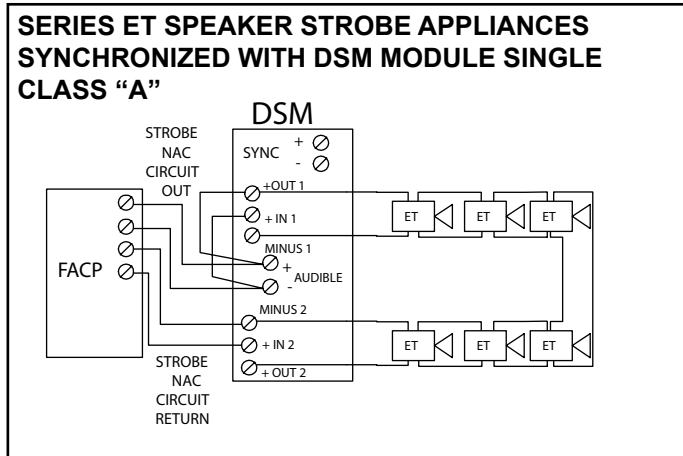 SERIES ET SPEAKER STROBE APPLIANCES
SYNCHRONIZED WITH DSM MODULE SINGLE
CLASS “A”
DSM
STROBE
NAC
CIRCUIT
OUT
SYNC + -
+OUT 1
+ IN 1
MINUS 1
+
AUDIBLE
-
MINUS 2
+ IN 2
+ OUT 2
FACP
STROBE
NAC
CIRCUIT
RETURN
ET ET ET
ET ET ET